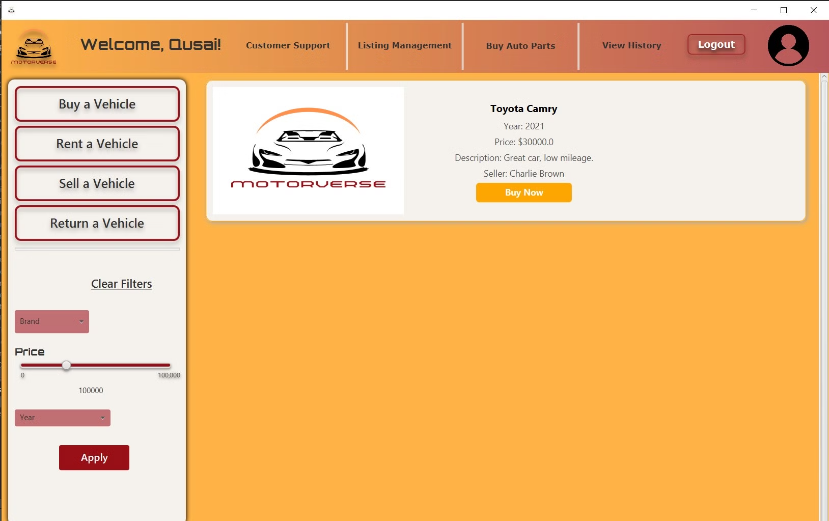 MOTORVERSE
Welcome, Qusai!
Customer Support
Listing Management
Buy Auto Parts
View History
Logout
Buy a Vehicle
Rent a Vehicle
Sell a Vehicle
Return a Vehicle
Clear Filters
Brand
Price
0
100,000
100000
Year
Apply
MOTORVERSE
Toyota Camry
Year: 2021
Price: $30000.0
Description: Great car, low mileage.
Seller: Charlie Brown
Buy Now